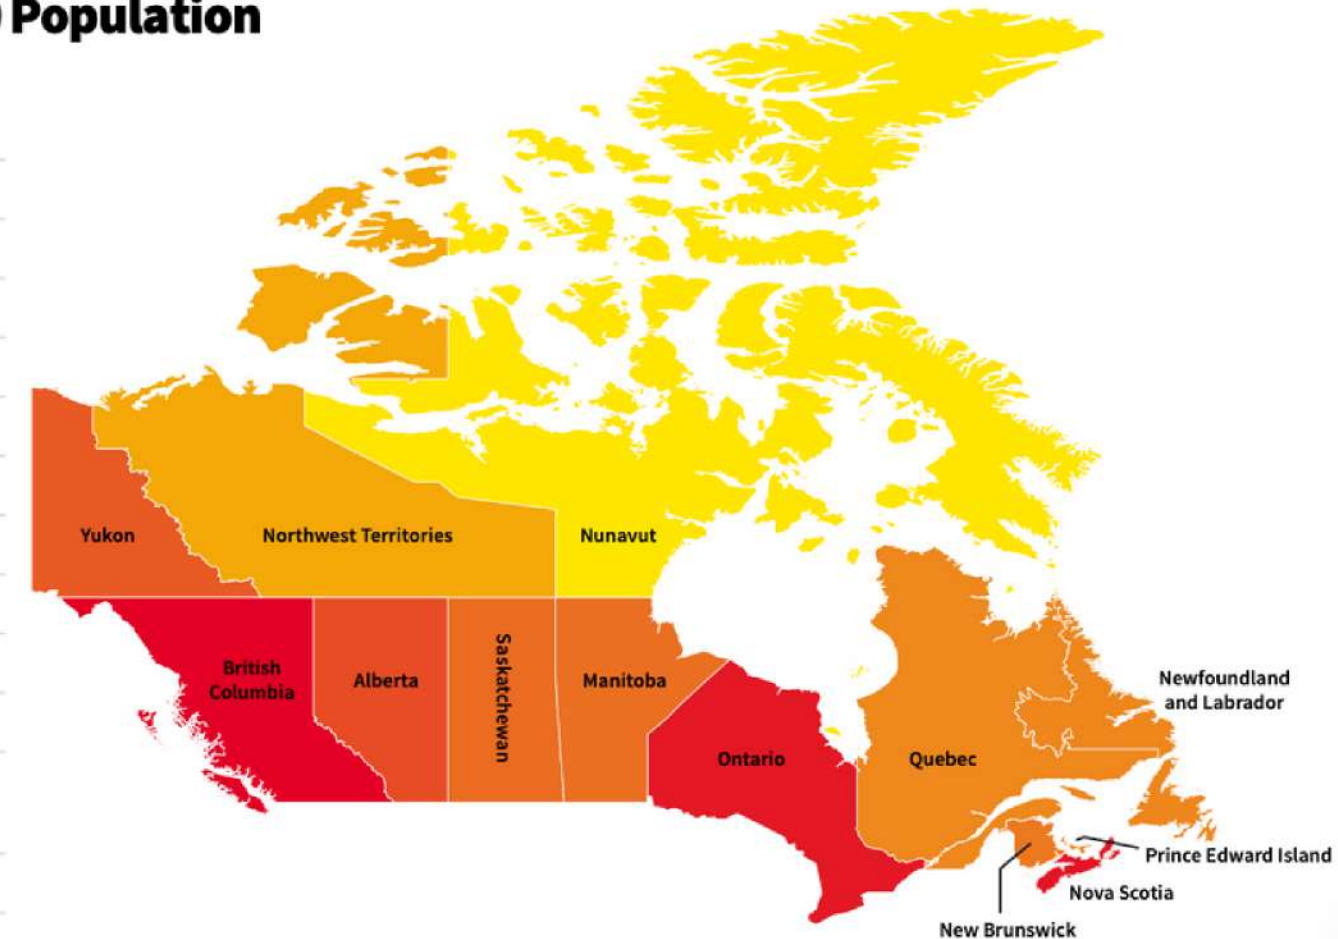 ) Population
Yukon
Northwest Territories
Nunavut
British
Columbia
Alberta
Saskatchewan
Manitoba
Ontario
Quebec
Newfoundland
and Labrador
Prince Edward Island
Nova Scotia
New Brunswick